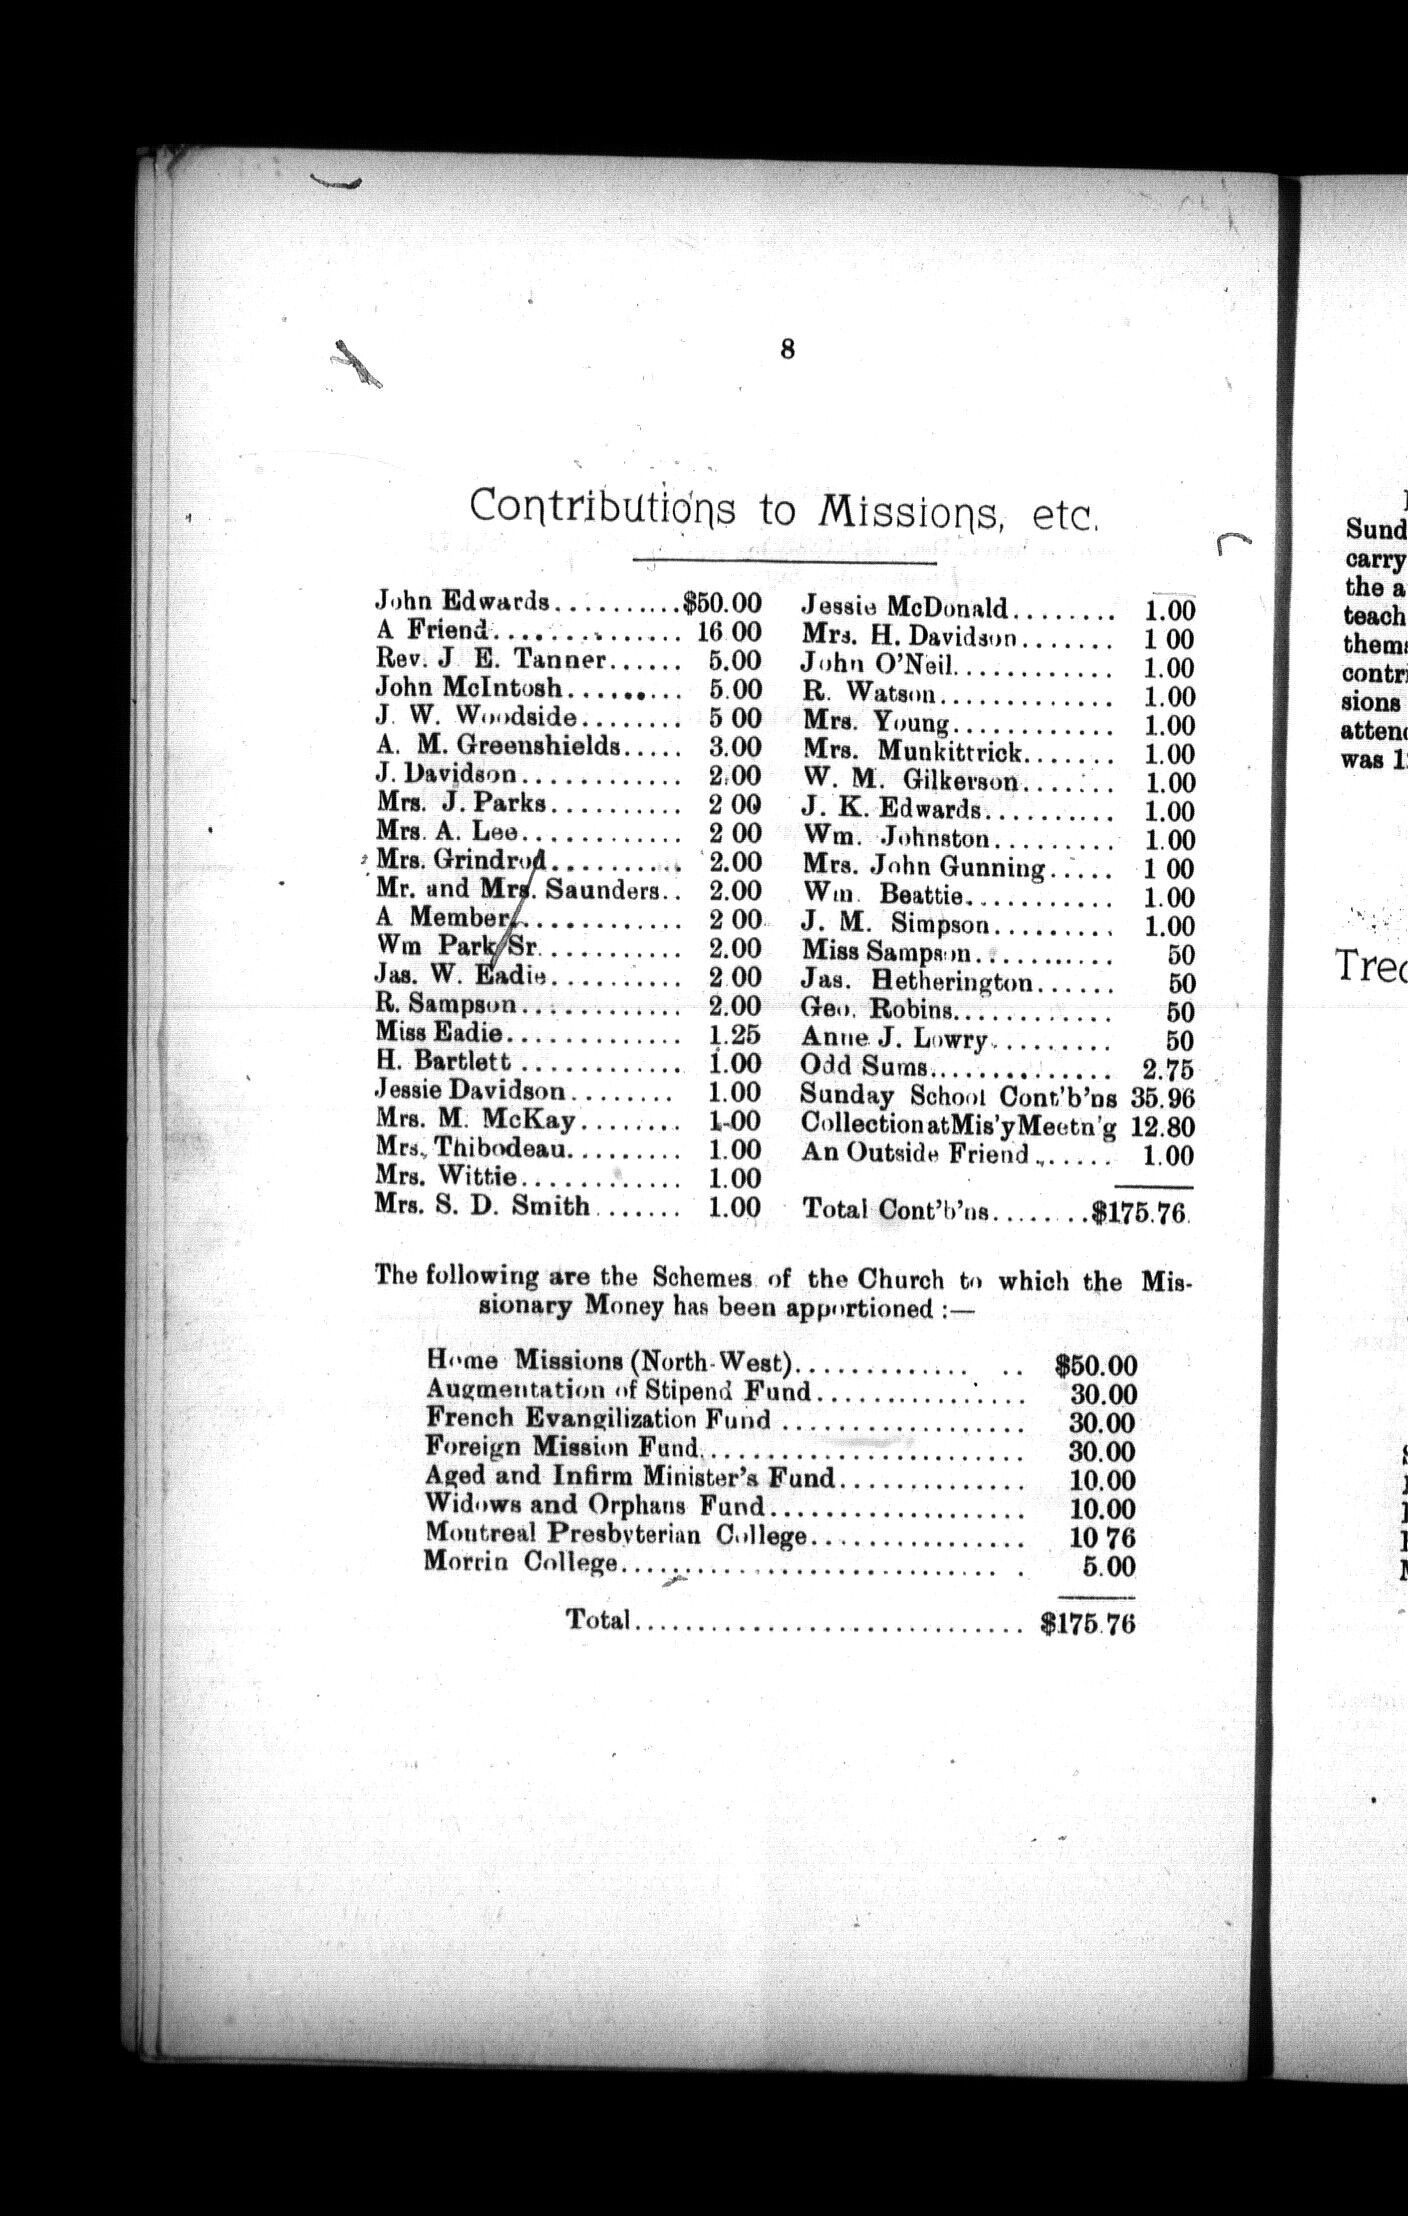 8
Contributions to Missions, etc.
John Edwards..........$50.00
A Friend.............. 16 00
Rev. J E. Tanner...... 5.00
John McIntosh......... 5.00
J. W. Woodside........ 5 00
A. M. Greenshields..... 3.00
J. Davidson............ 2.00
Mrs. J. Parks.......... 2 00
Mrs. A. Lee............ 2 00
Mrs. Grindrod.......... 2.00
Mr. and Mrs. Saunders.. 2.00
A Member............ 2 00
Wm Park Sr.......... 2.00
Jas. W. Eadie.......... 2 00
R. Sampson............ 2.00
Miss Eadie............. 1.25
H. Bartlett ............ 1.00
Jessie Davidson........ 1.00
Mrs. M. McKay........ 1.00
Mrs. Thibodeau......... 1.00
Mrs. Wittie............ 1.00
Mrs. S. D. Smith ....... 1.00
Jessie McDonald........ 1.00
Mrs. H. Davidson....... 1 00
John O'Neil............ 1.00
R. Watson............. 1.00
Mrs. Young............ 1.00
Mrs. Munkittrick....... 1.00
W. M. Gilkerson....... 1.00
J. K. Edwards.......... 1.00
Wm. Johnston......... 1.00
Mrs. John Gunning..... 1 00
Wm. Beattie........... 1.00
J. M. Simpson......... 1.00
Miss Sampson.......... 50
Jas. Hetherington...... 50
Geo. Robins............ 50
Anne J. Lowry......... 50
Odd Sums.............. 2.75
Sunday School Cont'b'ns 35.96
Collection at Mis'y Meetn'g 12.80
An Outside Friend ...... 1.00
Total Cont'b'ns........$175.76.
The following are the Schemes of the Church to which the Mis-
sionary Money has been apportioned :—
Home Missions (North-West)............. .. $50.00
Augmentation of Stipend Fund................ 30.00
French Evangilization Fund .................. 30.00
Foreign Mission Fund........................ 30.00
Aged and Infirm Minister's Fund.............. 10.00
Widows and Orphans Fund................... 10.00
Montreal Presbyterian College................ 10 76
Morrin College............................ . 5.00
Total............................. $175.76
Sund
carry
the a
teach
sions
was